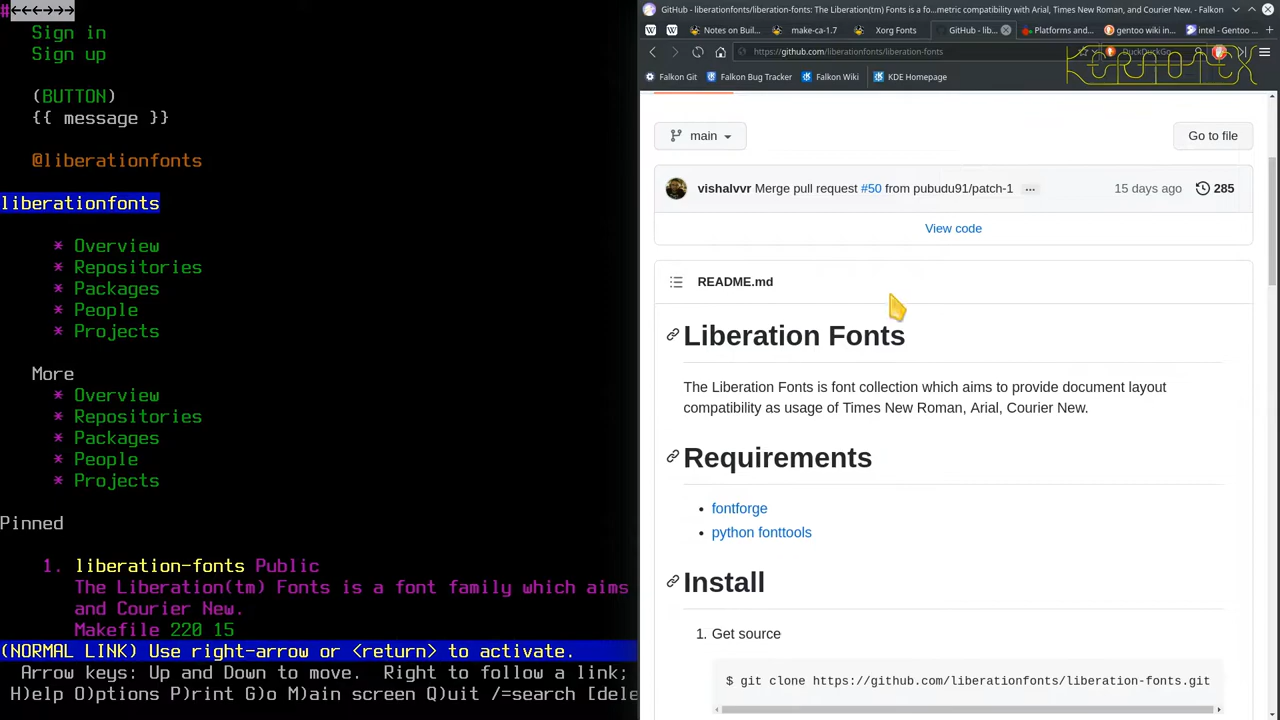 #<<<→>>
Sign in
Sign up
(BUTTON)
{{ message }}
@liberationfonts
liberationfonts
* Overview
* Repositories
* Packages
* People
* Projects
More
* Overview
* Repositories
* Packages
* People
* Projects
Pinned
1. liberation-fonts Public
The Liberation(tm) Fonts is a font family which aims
and Courier New.
Makefile 220 15
(NORMAL LINK) Use right-arrow or <return> to activate.
Arrow keys: Up and Down to move. Right to follow a link;
H)elp O)ptions P)rint G)o M)ain screen Q)uit /=search [dele
GitHub - liberationfonts/liberation-fonts: The Liberation(tm) Fonts is a fo...metric compatibility with Arial, Times New Roman, and Courier New. - Falkon
Notes on Buil... make-ca-1.7 Xorg Fonts GitHub - lib... Platforms and gentoo wiki in... intel - Gentoo...
https://github.com/liberationfonts/liberation-fonts DuckDuckGo
Falkon Git Falkon Bug Tracker Falkon Wiki KDE Homepage
main Go to file
vishalvvr Merge pull request #50 from pubudu91/patch-1 ... 15 days ago 285
View code
README.md
Liberation Fonts
The Liberation Fonts is font collection which aims to provide document layout
compatibility as usage of Times New Roman, Arial, Courier New.
Requirements
• fontforge
• python fonttools
Install
1. Get source
$ git clone https://github.com/liberationfonts/liberation-fonts.git